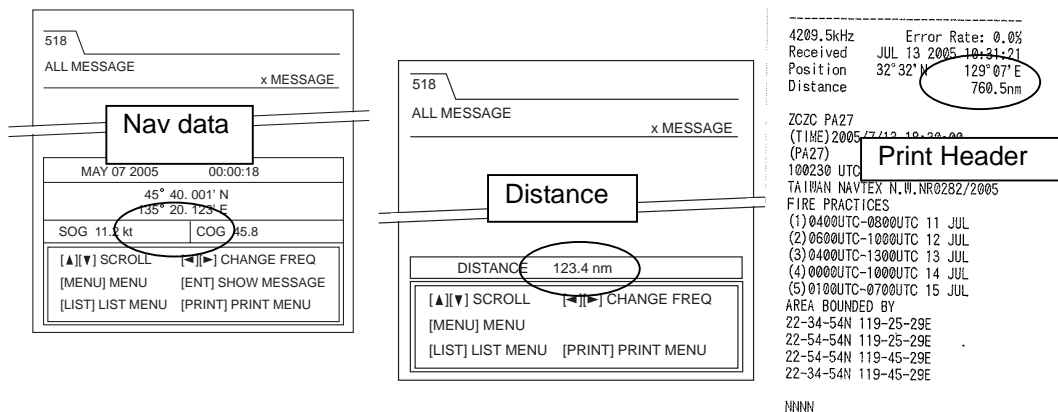 518
ALL MESSAGE
x MESSAGE
Nav data
MAY 07 2005 00:00:18
45° 40. 001' N
135° 20. 123' E
SOG 11.2 kt COG 45.8
[▲][▼] SCROLL [◄][►] CHANGE FREQ
[MENU] MENU [ENT] SHOW MESSAGE
[LIST] LIST MENU [PRINT] PRINT MENU
518
ALL MESSAGE
x MESSAGE
Distance
DISTANCE 123.4 nm
[▲][▼] SCROLL [◄][►] CHANGE FREQ
[MENU] MENU
[LIST] LIST MENU [PRINT] PRINT MENU
4209.5kHz Error Rate: 0.0%
Received JUL 13 2005 10:31:21
Position 32°32' N 129°07'E
Distance 760.5nm
ZCZC PA27
(TIME)2005/7/13
(PA27)
Print Header
100230 UTC
TAIWAN NAVTEX N.W.NR0282/2005
FIRE PRACTICES
(1)0400UTC-0800UTC 11 JUL
(2)0600UTC-1000UTC 12 JUL
(3)0400UTC-1300UTC 13 JUL
(4)0000UTC-1000UTC 14 JUL
(5)0100UTC-0700UTC 15 JUL
AREA BOUNDED BY
22-34-54N 119-25-29E
22-54-54N 119-25-29E
22-54-54N 119-45-29E
22-34-54N 119-45-29E
NNNN